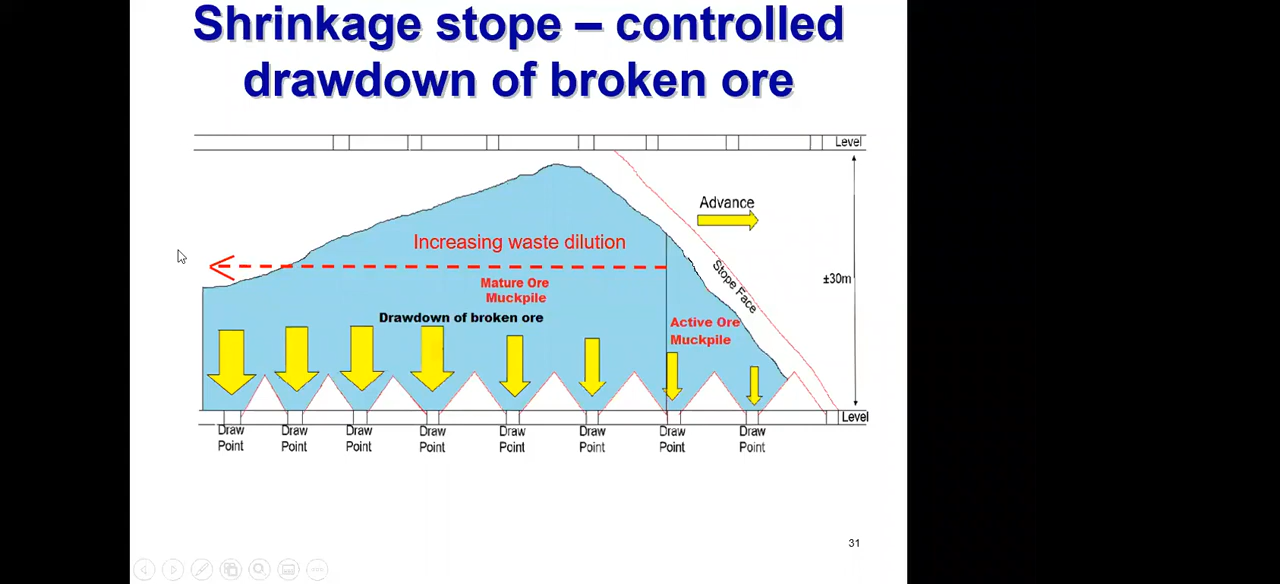 Shrinkage stope – controlled
drawdown of broken ore
Level
Advance
Increasing waste dilution
Stope Face
±30m
Mature Ore
Muckpile
Drawdown of broken ore
Active Ore
Muckpile
Level
Draw
Point
Draw
Point
Draw
Point
Draw
Point
Draw
Point
Draw
Point
Draw
Point
Draw
Point
31